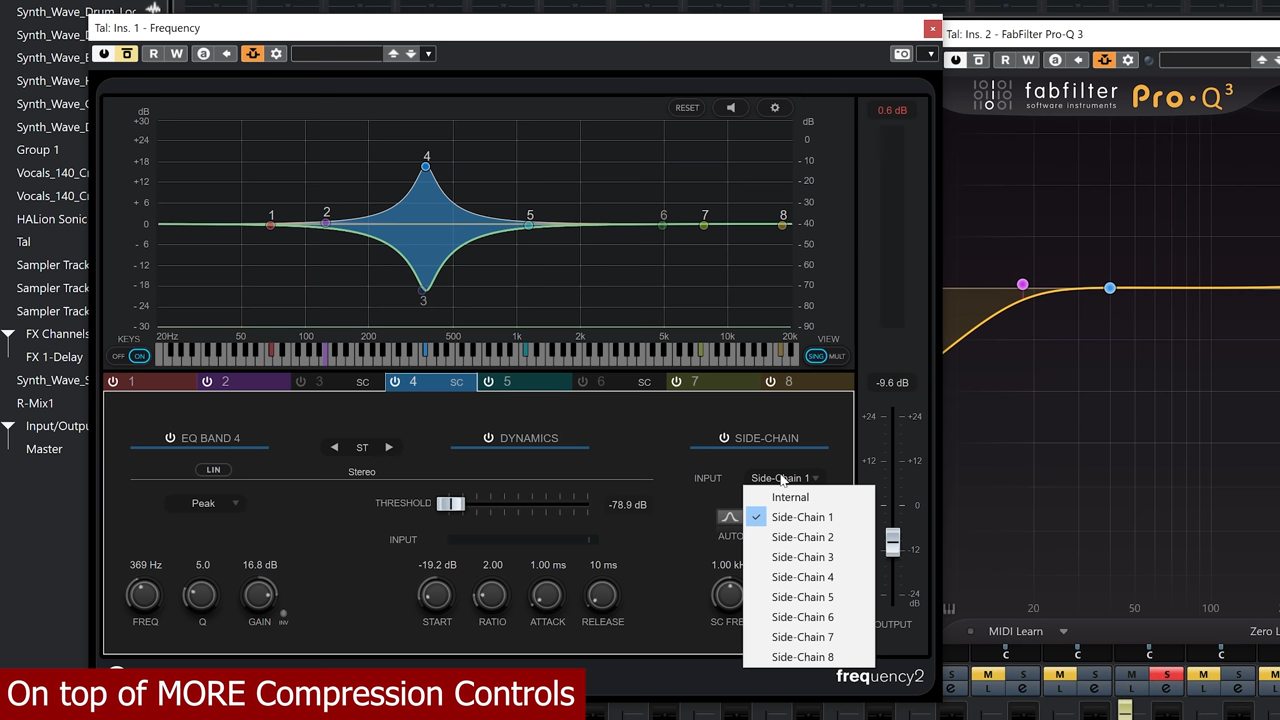 Synth_Wave_Drum_Loo
Synth_Wave_D
Synth_Wave_B
Synth_Wave_H
Synth_Wave_C
Synth_Wave_D
Group 1
Vocals_140_Cr
Vocals_140_Cr
HALion Sonic
Tal
Sampler Track
Sampler Track
Sampler Track
FX Channels
FX 1-Delay
Synth_Wave_S
R-Mix1
Input/Outpu
Master
Tal: Ins. 1 - Frequency
R W a
dB
+30
+24
+18
+12
+ 6
0
- 6
- 12
- 18
- 24
- 30
RESET
dB
0
- 10
- 20
- 30
- 40
- 50
- 60
- 70
- 80
- 90
1 2 3 4 5 6 7 8
20Hz 50 100 200 500 1k 2k 5k 10k 20k
KEYS
OFF ON
VIEW
SING MULT
1 2 3 SC 4 SC 5 6 SC 7 8
EQ BAND 4
ST
Stereo
DYNAMICS
SIDE-CHAIN
LIN
Peak
THRESHOLD -78.9 dB
INPUT
INPUT Side-Chain 1
Internal
Side-Chain 1
Side-Chain 2
Side-Chain 3
Side-Chain 4
Side-Chain 5
Side-Chain 6
Side-Chain 7
Side-Chain 8
AUTO
369 Hz 5.0 16.8 dB
FREQ Q GAIN INV
-19.2 dB 2.00 1.00 ms 10 ms
START RATIO ATTACK RELEASE
1.00 k
SC FRE
0.6 dB
-9.6 dB
+24 +24
+12 +12
0
-12
-24
dB
OUTPUT
frequency2
Tal: Ins. 2 - FabFilter Pro-Q 3
R W a
fabfilter
software instruments
Pro·Q3
20 50 100
MIDI Learn
Zero L
C C C C
S M S M S M S M
e L e L e L e L
On top of MORE Compression Controls